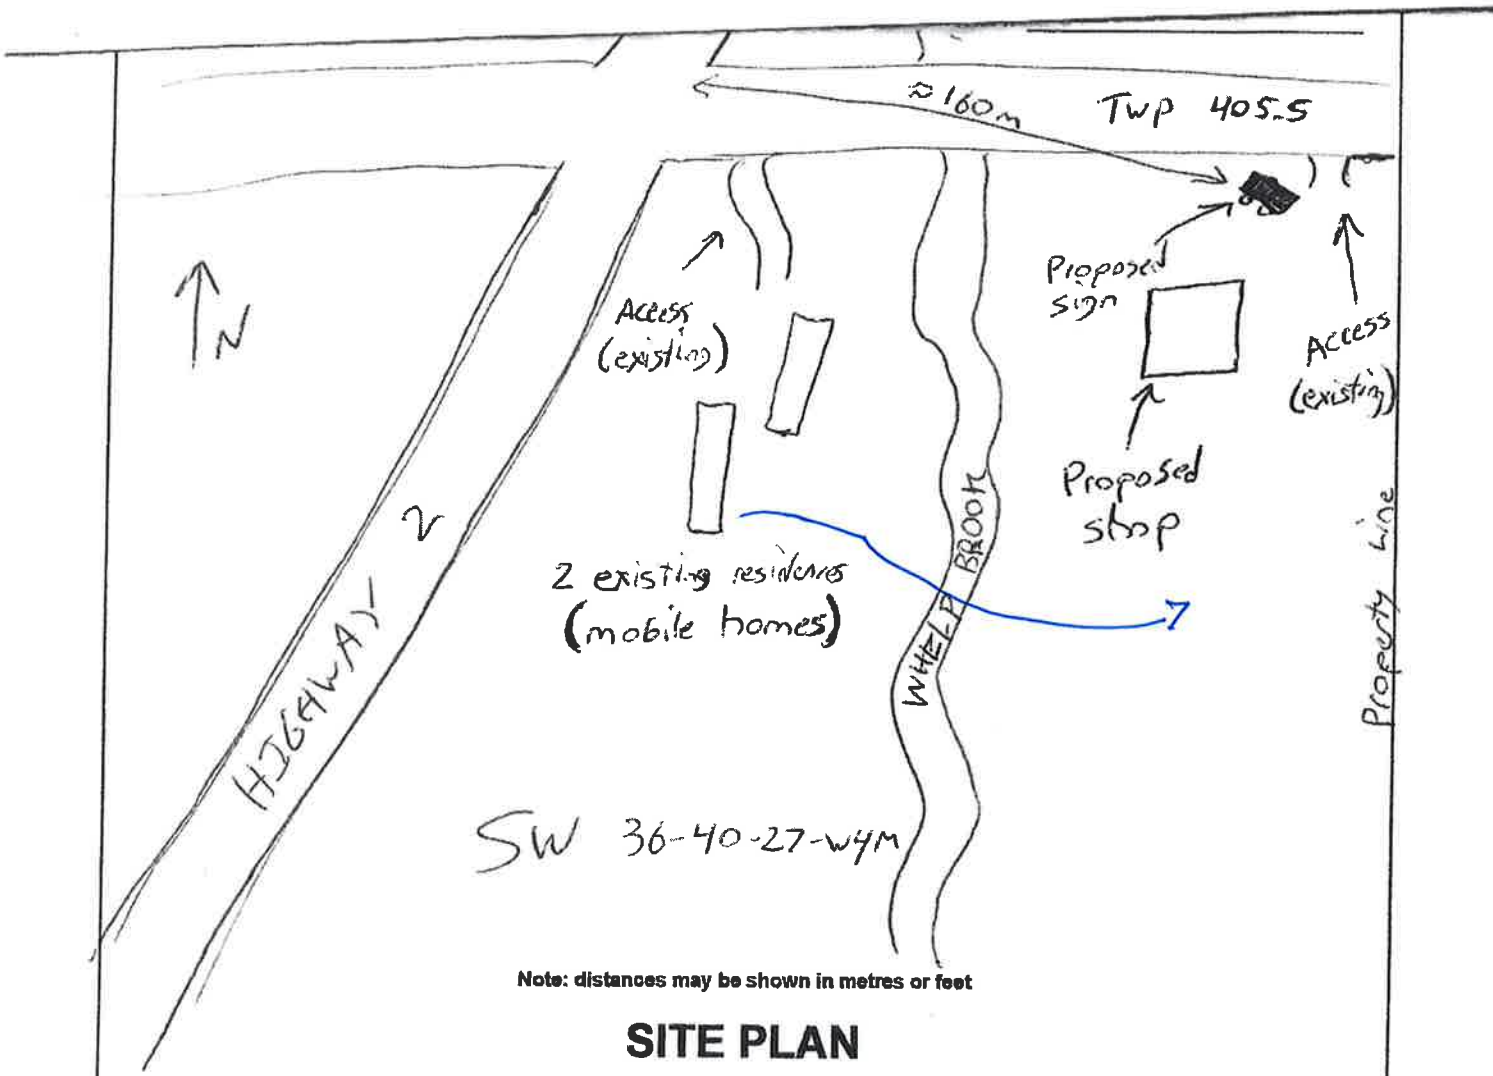 ≈160m
Twp 405-5
N
Access
(existing)
Proposed
sign
Access
(existing)
Proposed
shop
2
HIGHWAY
2 existing residences
(mobile homes)
WHELP BROOK
Property Line
SW 36-40-27-W4M
Note: distances may be shown in metres or feet
SITE PLAN